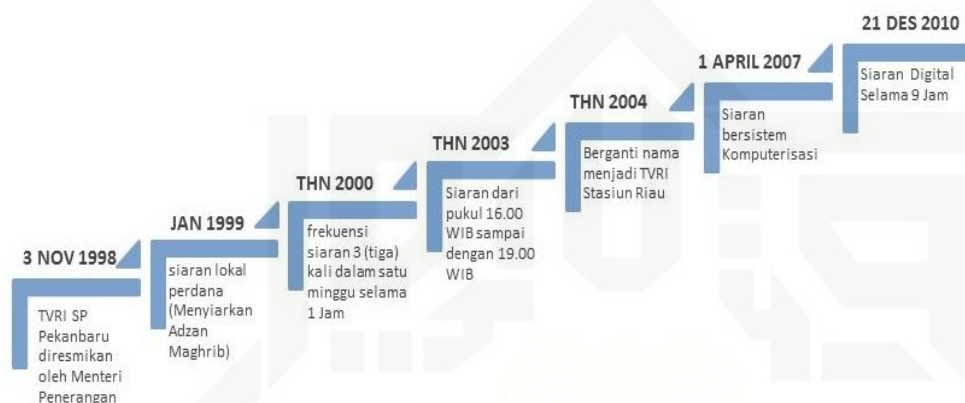 3 NOV 1998
TVRI SP
Pekanbaru
diresmikan
oleh Menteri
Penerangan
JAN 1999
siaran lokal
perdana
(Menyiarkan
Adzan
Maghrib)
THN 2000
frekuensi
siaran 3 (tiga)
kali dalam satu
minggu selama
1 Jam
THN 2003
Siaran dari
pukul 16.00
WIB sampai
dengan 19.00
WIB
THN 2004
Berganti nama
menjadi TVRI
Stasiun Riau
1 APRIL 2007
Siaran
bersistem
Komputerisasi
21 DES 2010
Siaran Digital
Selama 9 Jam